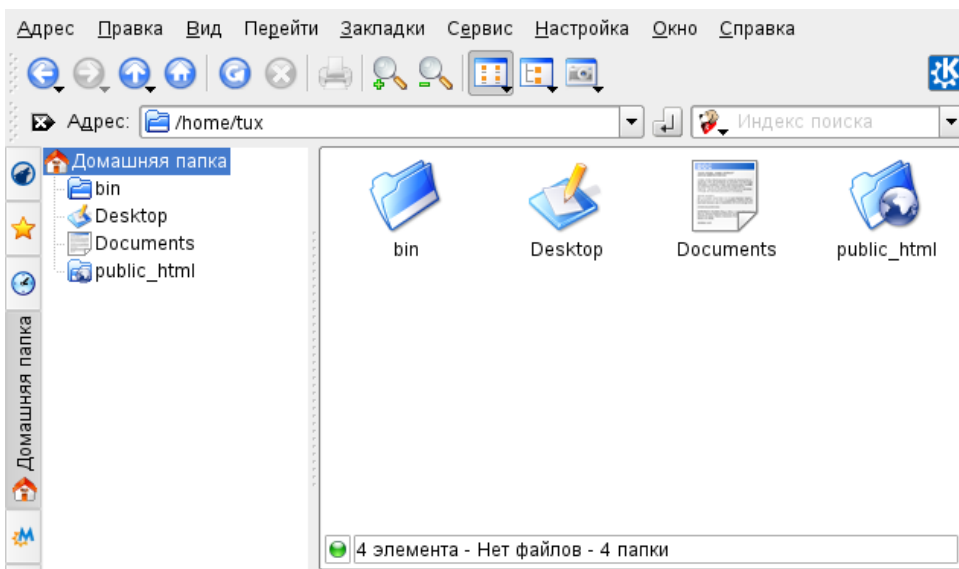 Адрес Правка Вид Перейти Закладки Сервис Настройка Окно Справка
Адрес: /home/tux Индекс поиска
Домашняя папка
bin
Desktop
Documents
public_html
Домашняя папка
bin Desktop Documents public_html
4 элемента - Нет файлов - 4 папки